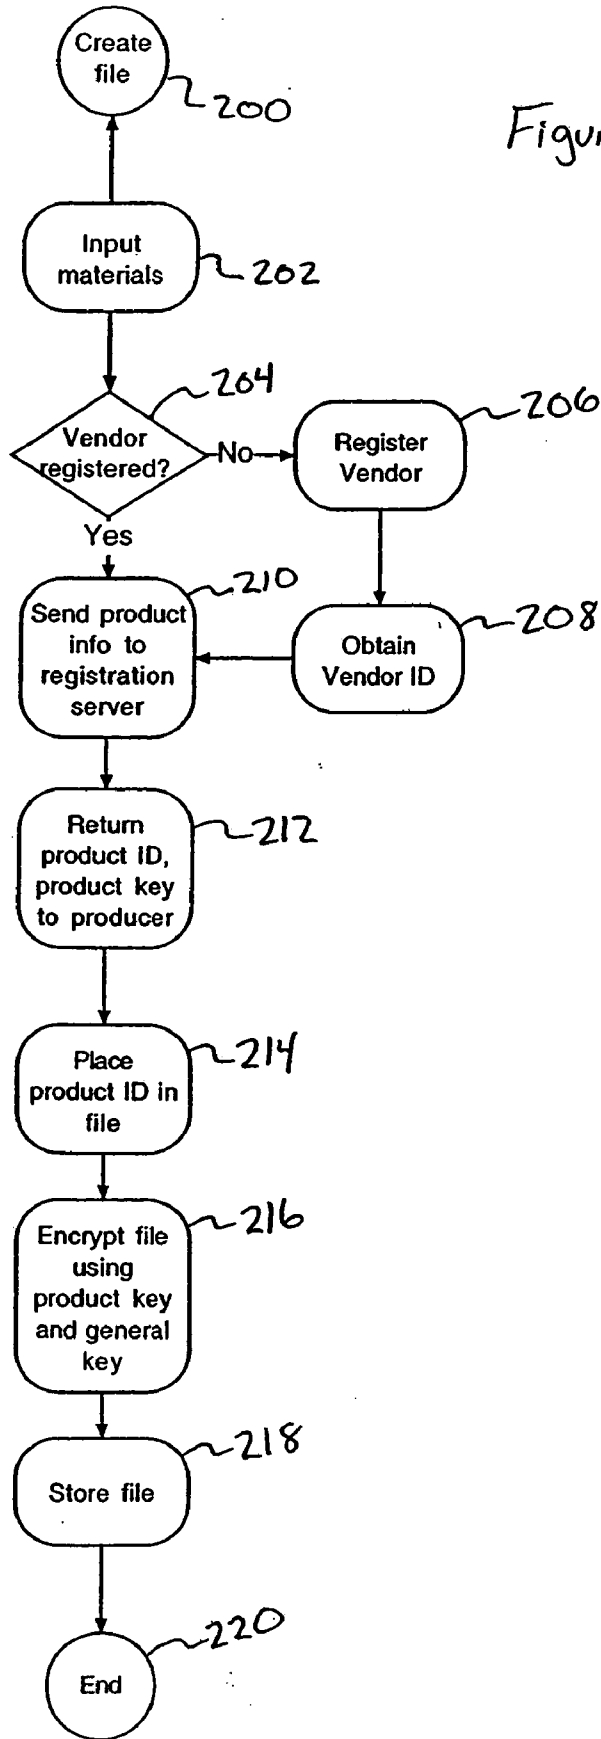 Create
file
200
Input
materials
202
204
Vendor
registered?
No
206
Register
Vendor
Yes
210
Send product
info to
registration
server
208
Obtain
Vendor ID
Return
product ID,
product key
to producer
212
Place
product ID in
file
214
Encrypt file
using
product key
and general
key
216
Store file
218
End
220